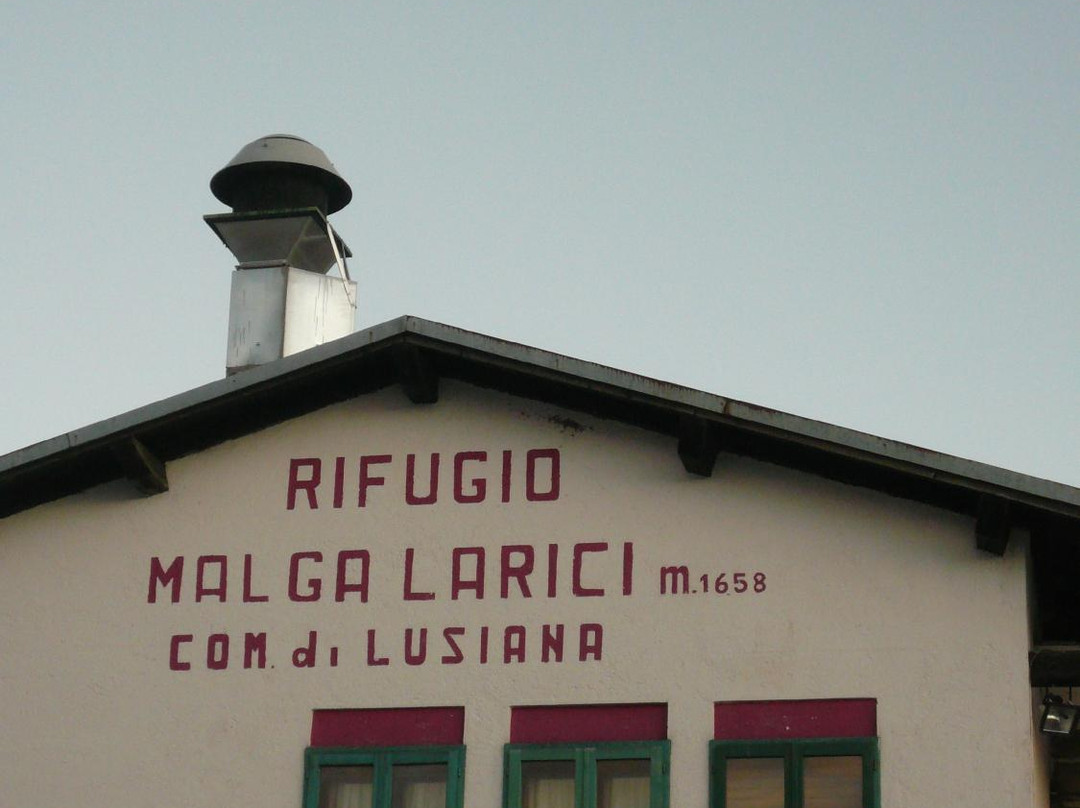 RIFUGIO
MALGA LARICI m.1658
COM. di LUSIANA